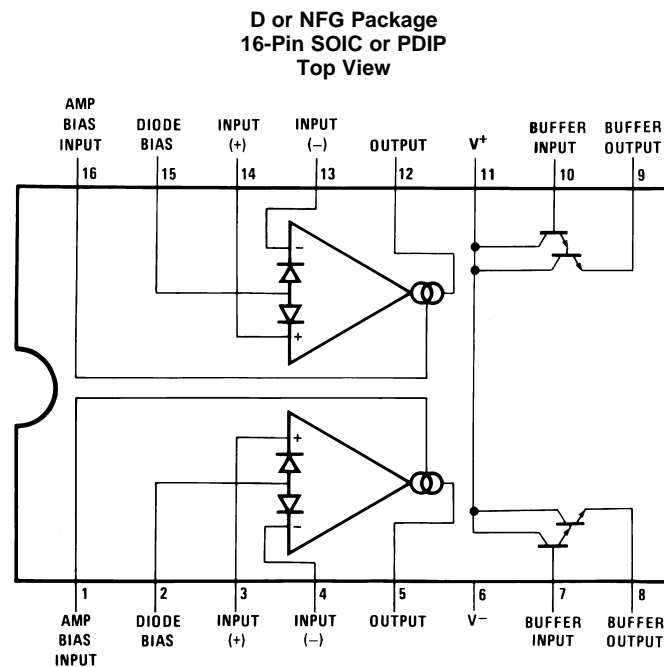 D or NFG Package
16-Pin SOIC or PDIP
Top View
AMP
BIAS
INPUT
DIODE
BIAS
INPUT
(+)
INPUT
(−)
OUTPUT
V+
BUFFER
INPUT
BUFFER
OUTPUT
16
15
14
13
12
11
10
9
−
+
+
−
1
2
3
4
5
6
7
8
AMP
BIAS
INPUT
DIODE
BIAS
INPUT
(+)
INPUT
(−)
OUTPUT
V−
BUFFER
INPUT
BUFFER
OUTPUT